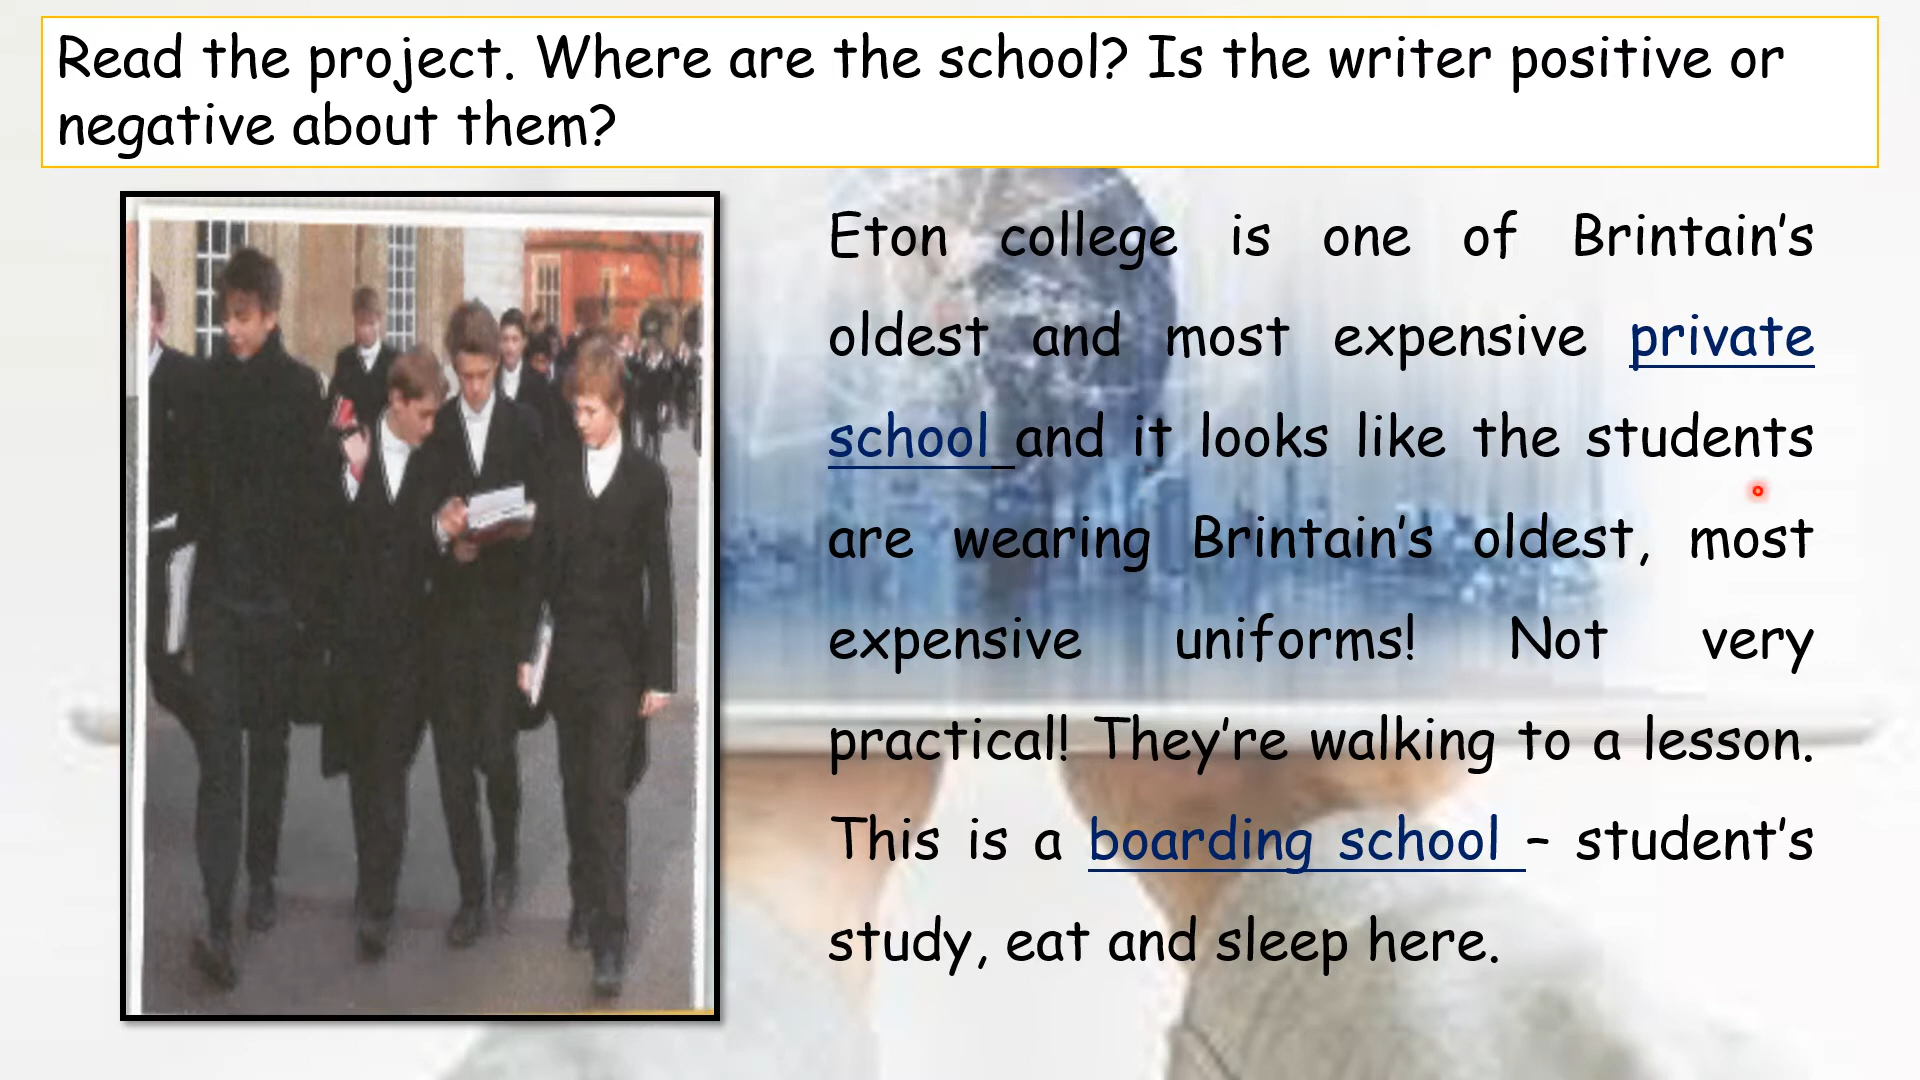 Read the project. Where are the school? Is the writer positive or
negative about them?
Eton college is one of Brintain's
oldest and most expensive private
school and it looks like the students
are wearing Brintain's oldest, most
expensive uniforms! Not very
practical! They're walking to a lesson.
This is a boarding school – student's
study, eat and sleep here.